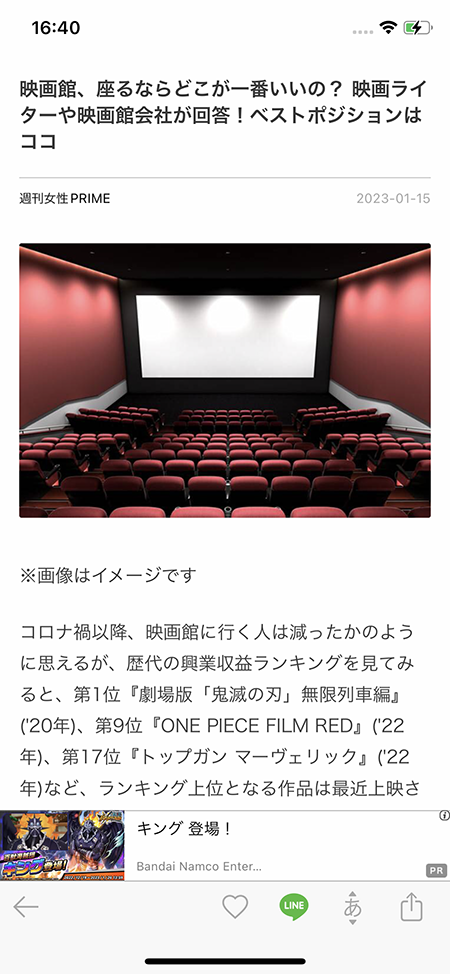 16:40
映画館、座るならどこが一番いいの？ 映画ライ
ターや映画館会社が回答！ベストポジションは
ココ
週刊女性PRIME
2023-01-15
※画像はイメージです
コロナ禍以降、映画館に行く人は減ったかのよう
に思えるが、歴代の興業収益ランキングを見てみ
ると、第1位『劇場版「鬼滅の刃」無限列車編』
('20年)、第9位『ONE PIECE FILM RED』('22
年)、第17位『トップガン マーヴェリック』('22
年)など、ランキング上位となる作品は最近上映さ
キング 登場！
キング登場!
Bandai Namco Enter...
PR
LINE
あ